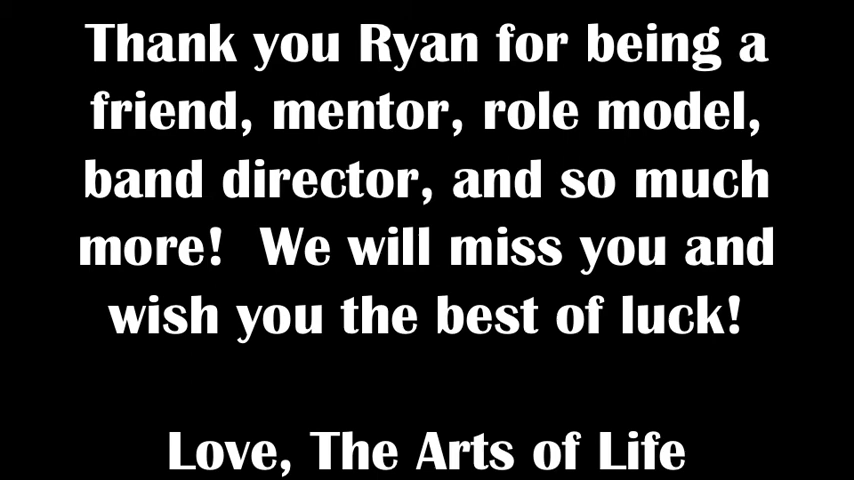 Thank you Ryan for being a
friend, mentor, role model,
band director, and so much
more!  We will miss you and
wish you the best of luck!
Love, The Arts of Life